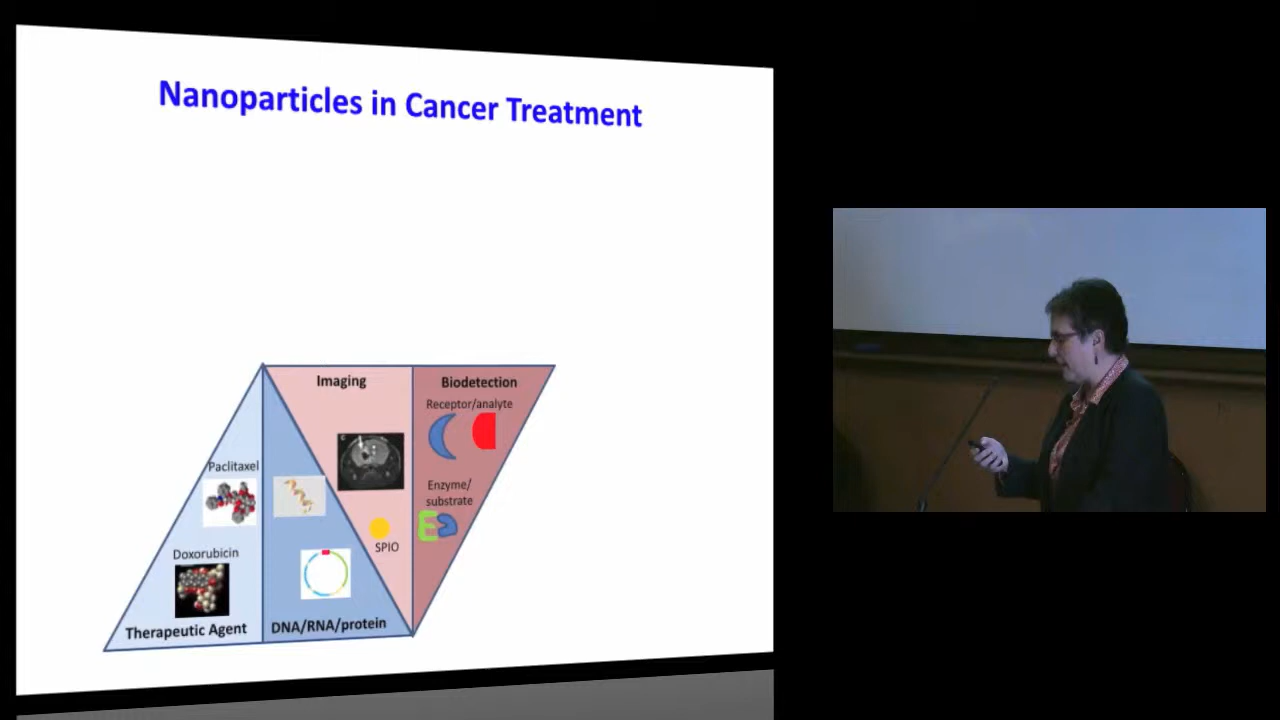 Nanoparticles in Cancer Treatment
Imaging
Biodetection
Receptor/analyte
Paclitaxel
Enzyme/
substrate
SPIO
Doxorubicin
Therapeutic Agent
DNA/RNA/protein